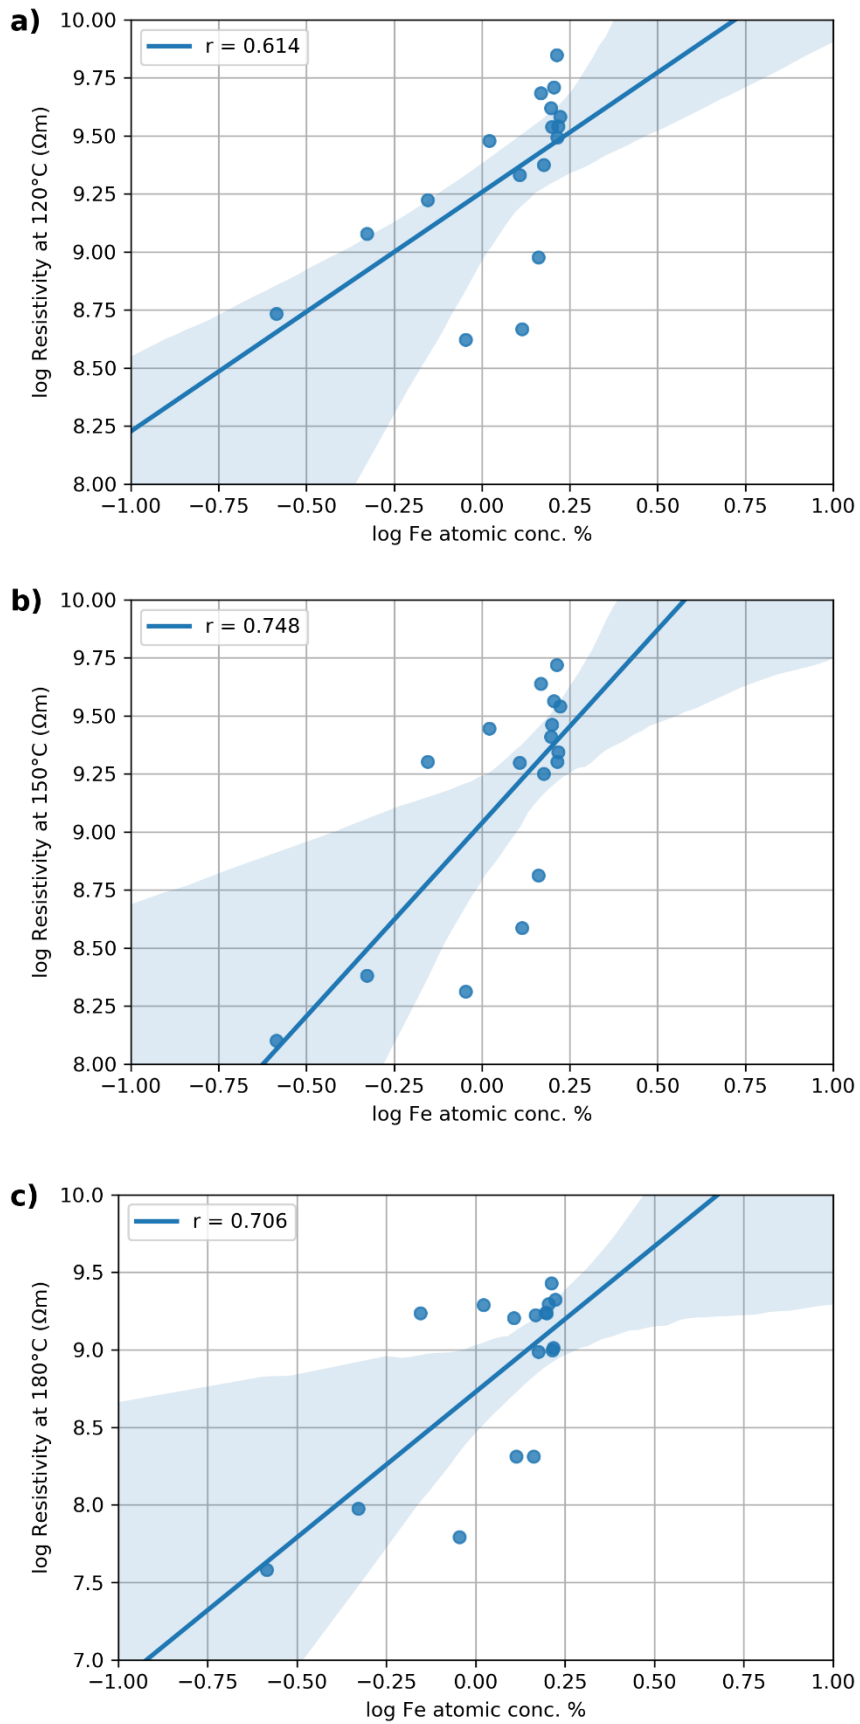 a)
r = 0.614
10.00
9.75
9.50
9.25
9.00
8.75
8.50
8.25
8.00
log Resistivity at 120°C (Ωm)
−1.00 −0.75 −0.50 −0.25 0.00 0.25 0.50 0.75 1.00
log Fe atomic conc. %
b)
r = 0.748
10.00
9.75
9.50
9.25
9.00
8.75
8.50
8.25
8.00
log Resistivity at 150°C (Ωm)
−1.00 −0.75 −0.50 −0.25 0.00 0.25 0.50 0.75 1.00
log Fe atomic conc. %
c)
r = 0.706
10.0
9.5
9.0
8.5
8.0
7.5
7.0
log Resistivity at 180°C (Ωm)
−1.00 −0.75 −0.50 −0.25 0.00 0.25 0.50 0.75 1.00
log Fe atomic conc. %